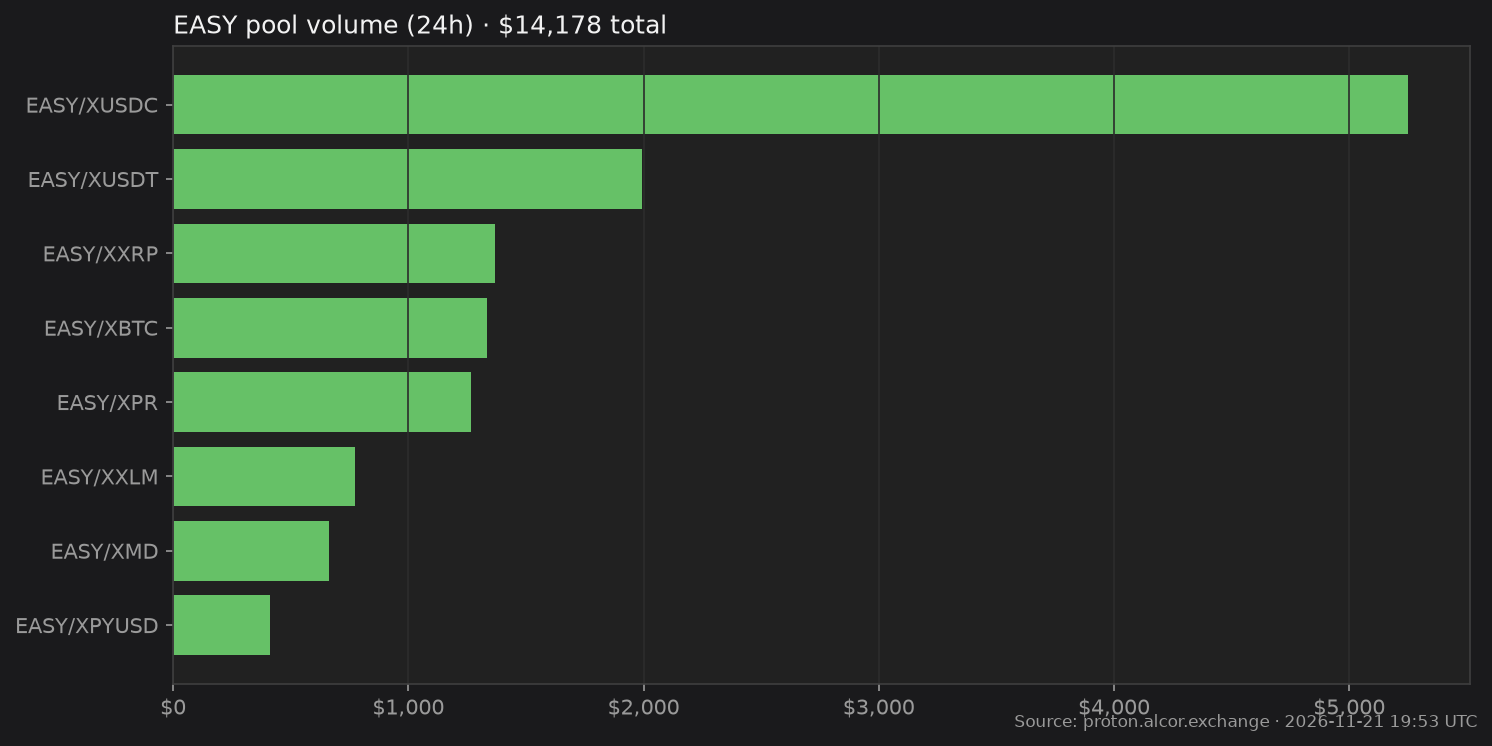 EASY pool volume (24h) · $14,178 total
EASY/XUSDC
EASY/XUSDT
EASY/XXRP
EASY/XBTC
EASY/XPR
EASY/XXLM
EASY/XMD
EASY/XPYUSD
$0 $1,000 $2,000 $3,000 $4,000 $5,000
Source: proton.alcor.exchange · 2026-11-21 19:53 UTC